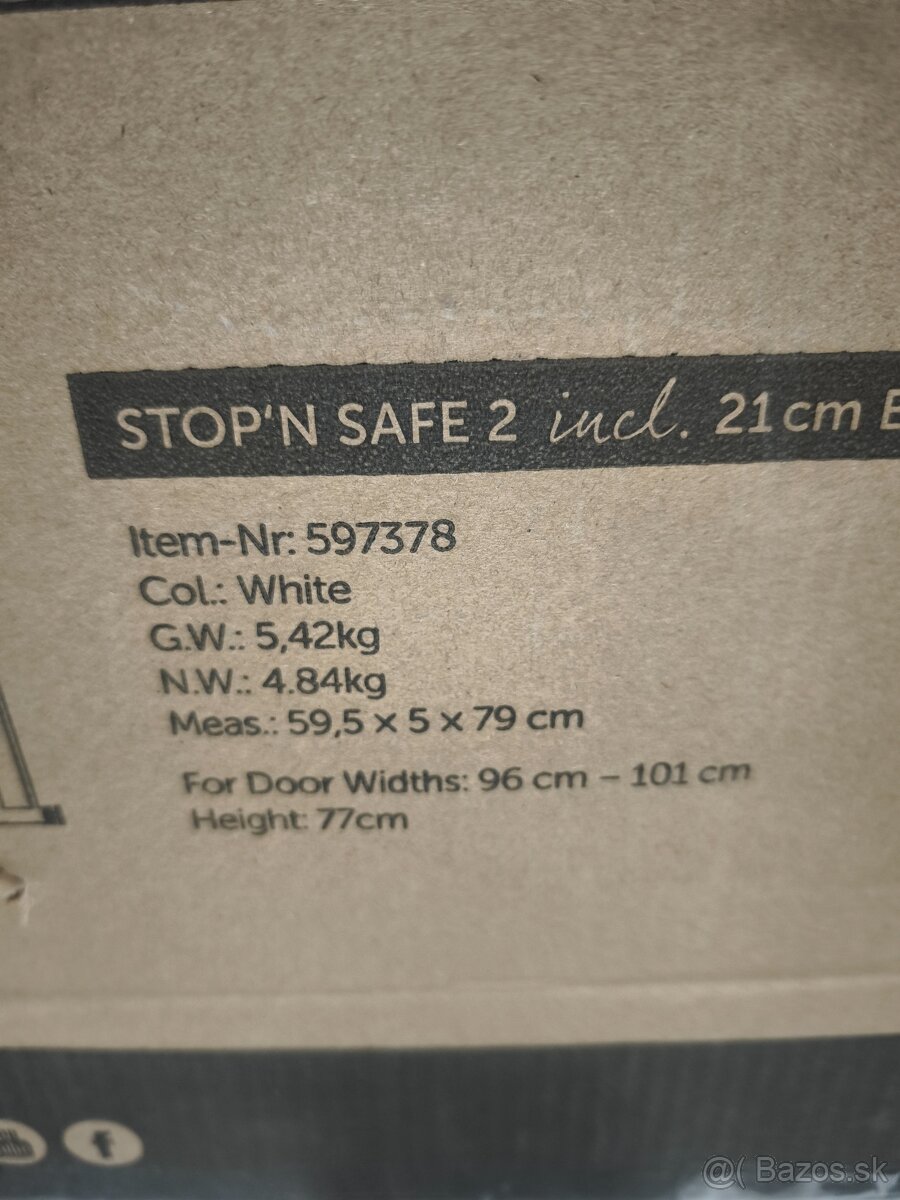 STOP'N SAFE 2 incl. 21cm E
Item-Nr: 597378
Col.: White
G.W.: 5,42kg
N.W.: 4.84kg
Meas.: 59,5 x 5 x 79 cm
For Door Widths: 96 cm – 101 cm
Height: 77cm
f
@( Bazos.sk